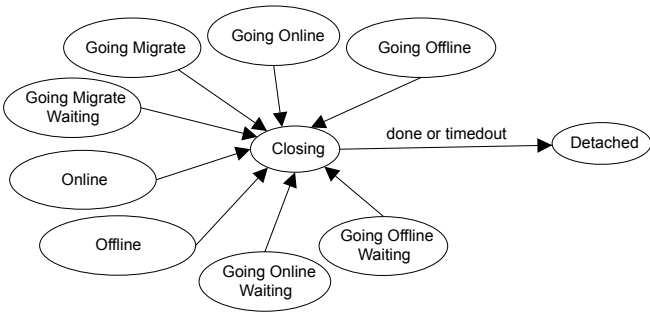 Going Migrate
Going Online
Going Offline
Going Migrate
Waiting
Closing
done or timedout
Detached
Online
Offline
Going Online
Waiting
Going Offline
Waiting